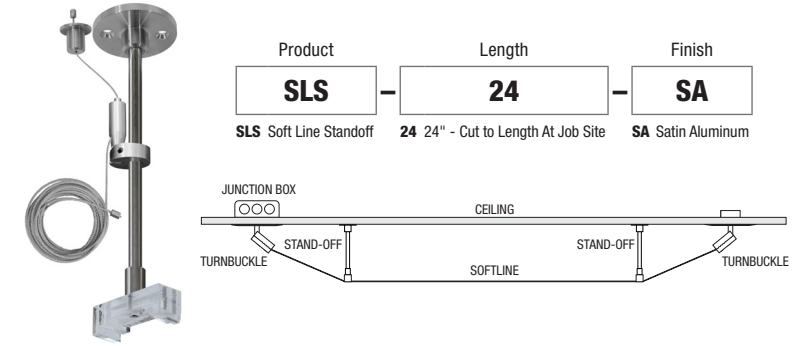 Product Length Finish
SLS – 24 – SA
SLS Soft Line Standoff 24 24" - Cut to Length At Job Site SA Satin Aluminum
JUNCTION BOX
CEILING
STAND-OFF STAND-OFF
TURNBUCKLE TURNBUCKLE
SOFTLINE